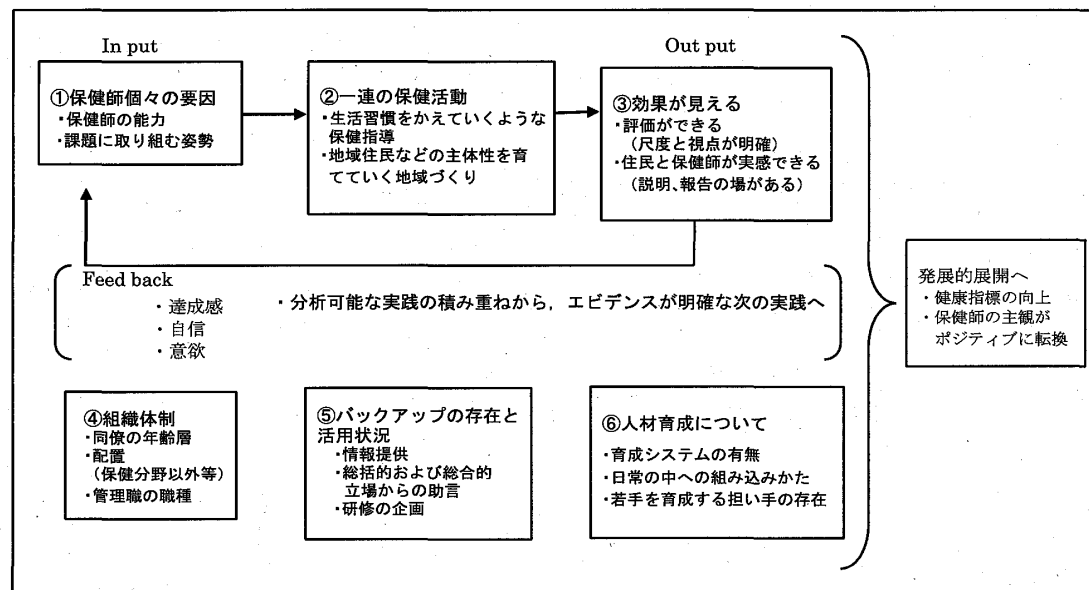 In put
①保健師個々の要因
・保健師の能力
・課題に取り組む姿勢
②一連の保健活動
・生活習慣をかえていくような
保健指導
・地域住民などの主体性を育
てていく地域づくり
Out put
③効果が見える
・評価ができる
(尺度と視点が明確)
・住民と保健師が実感できる
(説明、報告の場がある)
Feed back
・達成感
・自信
・意欲
・分析可能な実践の積み重ねから，エビデンスが明確な次の実践へ
④組織体制
・同僚の年齢層
・配置
(保健分野以外等)
・管理職の職種
⑤バックアップの存在と
活用状況
・情報提供
・総括的および総合的
立場からの助言
・研修の企画
⑥人材育成について
・育成システムの有無
・日常の中への組み込みかた
・若手を育成する担い手の存在
発展的展開へ
・健康指標の向上
・保健師の主観が
ポジティブに転換